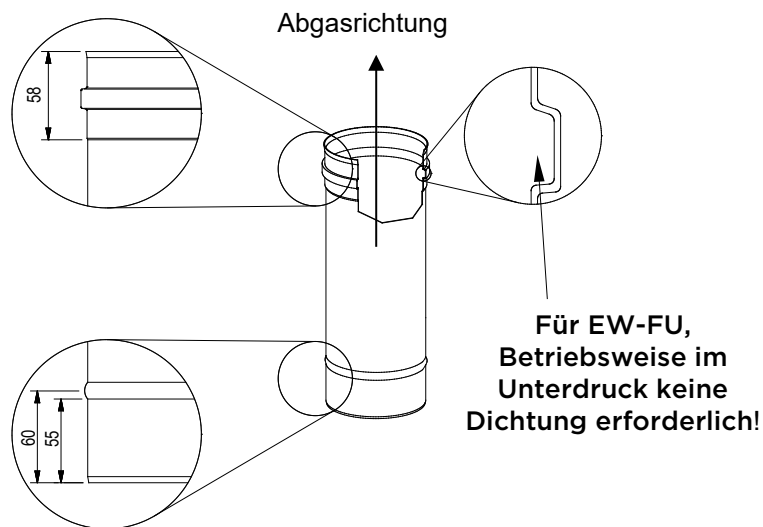 Abgasrichtung
58
Für EW-FU,
Betriebsweise im
Unterdruck keine
Dichtung erforderlich!
60
55